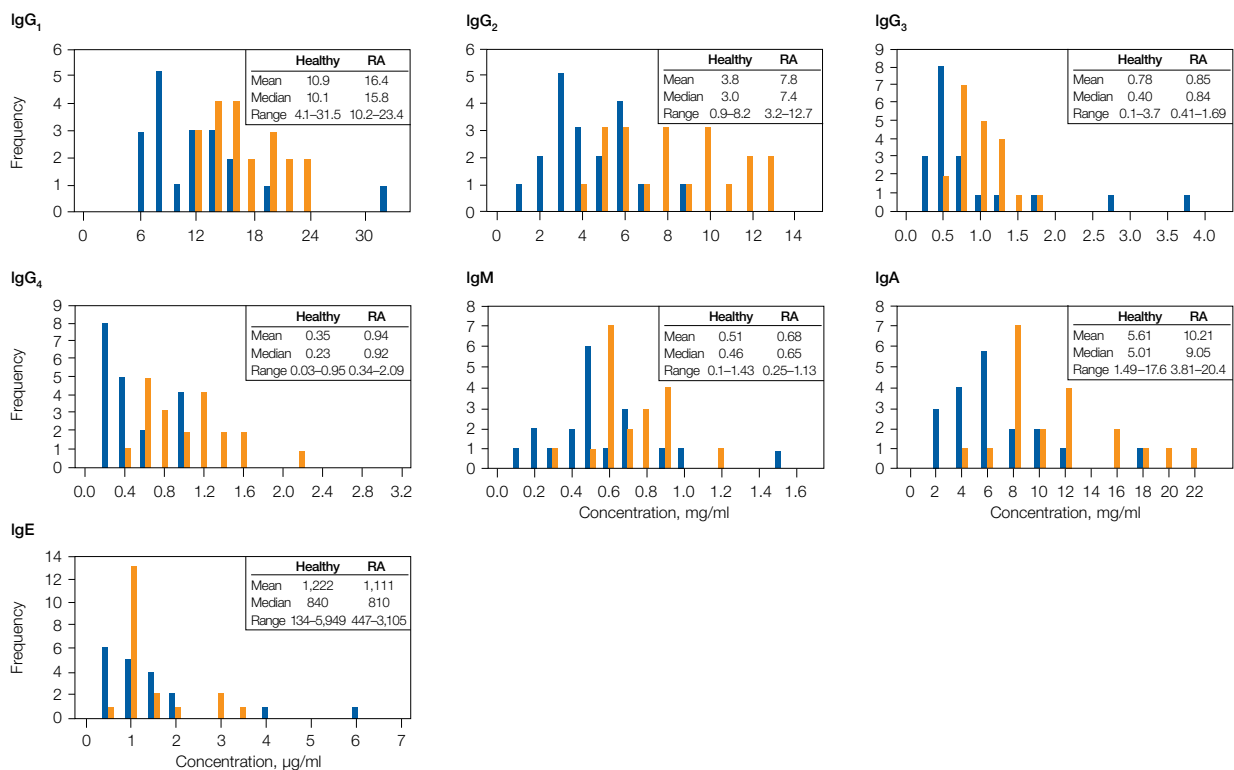 IgG1
Frequency
6
5
4
3
2
1
0
0 6 12 18 24 30
Healthy RA
Mean 10.9 16.4
Median 10.1 15.8
Range 4.1–31.5 10.2–23.4
IgG2
6
5
4
3
2
1
0
0 2 4 6 8 10 12 14
Healthy RA
Mean 3.8 7.8
Median 3.0 7.4
Range 0.9–8.2 3.2–12.7
IgG3
9
8
7
6
5
4
3
2
1
0
0.0 0.5 1.0 1.5 2.0 2.5 3.0 3.5 4.0
Healthy RA
Mean 0.78 0.85
Median 0.40 0.84
Range 0.1–3.7 0.41–1.69
IgG4
9
8
7
6
5
4
3
2
1
0
0.0 0.4 0.8 1.2 1.6 2.0 2.4 2.8 3.2
Healthy RA
Mean 0.35 0.94
Median 0.23 0.92
Range 0.03–0.95 0.34–2.09
IgM
8
7
6
5
4
3
2
1
0
0.0 0.2 0.4 0.6 0.8 1.0 1.2 1.4 1.6
Concentration, mg/ml
Healthy RA
Mean 0.51 0.68
Median 0.46 0.65
Range 0.1–1.43 0.25–1.13
IgA
8
7
6
5
4
3
2
1
0
0 2 4 6 8 10 12 14 16 18 20 22
Concentration, mg/ml
Healthy RA
Mean 5.61 10.21
Median 5.01 9.05
Range 1.49–17.6 3.81–20.4
IgE
Frequency
14
12
10
8
6
4
2
0
0 1 2 3 4 5 6 7
Concentration, µg/ml
Healthy RA
Mean 1,222 1,111
Median 840 810
Range 134–5,949 447–3,105